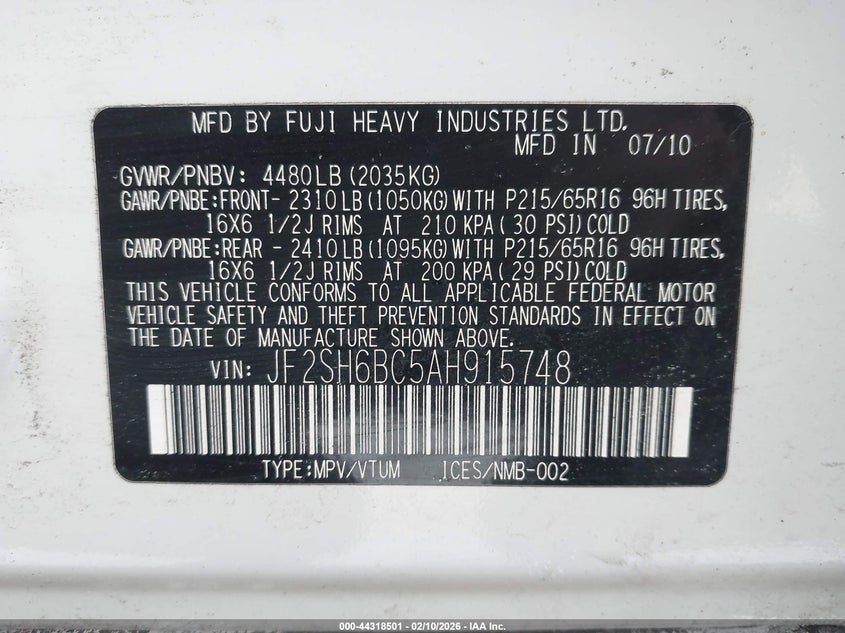 MFD BY FUJI HEAVY INDUSTRIES LTD.
MFD IN 07/10
GVWR/PNBV: 4480LB(2035KG)
GAWR/PNBE:FRONT- 2310LB(1050KG)WITH P215/65R16 96H TIRES,
16X6 1/2J RIMS AT 210 KPA(30 PSI)COLD
GAWR/PNBE:REAR - 2410LB(1095KG)WITH P215/65R16 96H TIRES,
16X6 1/2J RIMS AT 200 KPA(29 PSI)COLD
THIS VEHICLE CONFORMS TO ALL APPLICABLE FEDERAL MOTOR
VEHICLE SAFETY AND THEFT PREVENTION STANDARDS IN EFFECT ON
THE DATE OF MANUFACTURE SHOWN ABOVE.
VIN: JF2SH6BC5AH915748
TYPE:MPV/VTUM ICES/NMB-002
000-44318501 - 02/10/2026 - IAA Inc.